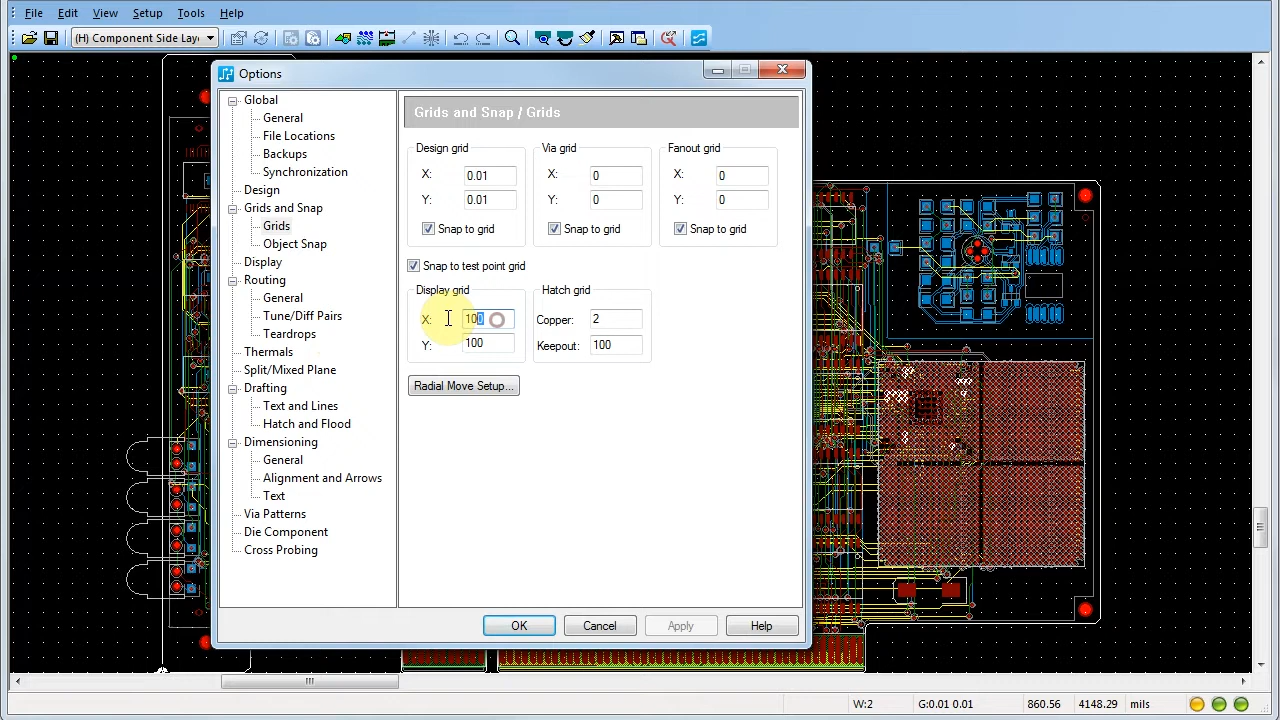 File Edit View Setup Tools Help
(H) Component Side Laye
Options
Global
General
File Locations
Backups
Synchronization
Design
Grids and Snap
Grids
Object Snap
Display
Routing
General
Tune/Diff Pairs
Teardrops
Thermals
Split/Mixed Plane
Drafting
Text and Lines
Hatch and Flood
Dimensioning
General
Alignment and Arrows
Text
Via Patterns
Die Component
Cross Probing
Grids and Snap / Grids
Design grid Via grid Fanout grid
X: 0.01 X: 0 X: 0
Y: 0.01 Y: 0 Y: 0
Snap to grid Snap to grid Snap to grid
Snap to test point grid
Display grid Hatch grid
X: 100 Copper: 2
Y: 100 Keepout: 100
Radial Move Setup...
OK Cancel Apply Help
W:2 G:0.01 0.01 860.56 4148.29 mils